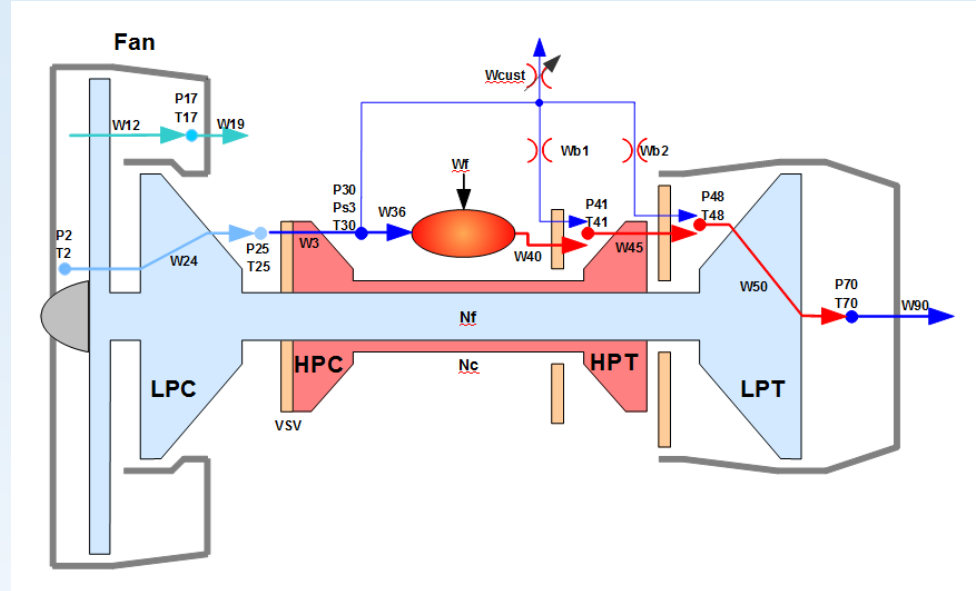 Fan
Wcust
P17
T17
W12
W19
Wb1
Wb2
Wf
P30
Ps3
T30
W36
P41
T41
P48
T48
P2
T2
W24
P25
T25
W3
W40
W45
W50
P70
T70
W90
Nf
HPC
Nc
HPT
LPC
LPT
VSV